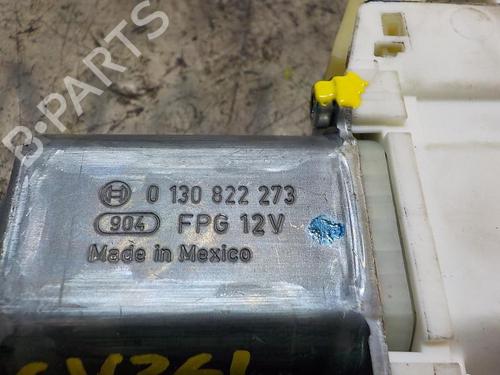 B-PARTS
0 130 822 273
904 FPG 12V
Made in Mexico